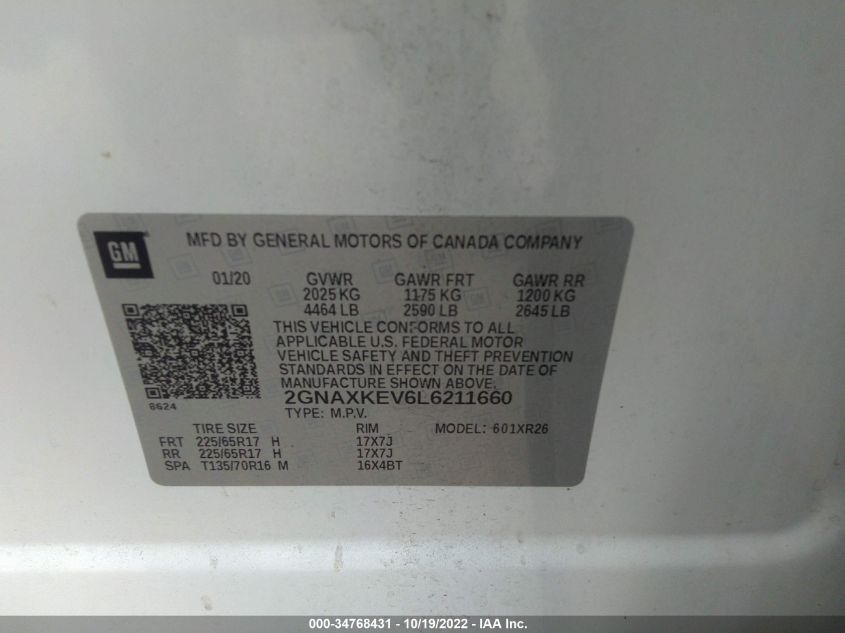 GM
MFD BY GENERAL MOTORS OF CANADA COMPANY
01/20 GVWR GAWR FRT GAWR RR
2025 KG 1175 KG 1200 KG
4464 LB 2590 LB 2645 LB
THIS VEHICLE CONFORMS TO ALL
APPLICABLE U.S. FEDERAL MOTOR
VEHICLE SAFETY AND THEFT PREVENTION
STANDARDS IN EFFECT ON THE DATE OF
MANUFACTURE SHOWN ABOVE.
8624
2GNAXKEV6L6211660
TYPE: M.P.V.
TIRE SIZE RIM MODEL: 601XR26
FRT 225/65R17 H 17X7J
RR 225/65R17 H 17X7J
SPA T135/70R16 M 16X4BT
000-34768431 - 10/19/2022 - IAA Inc.